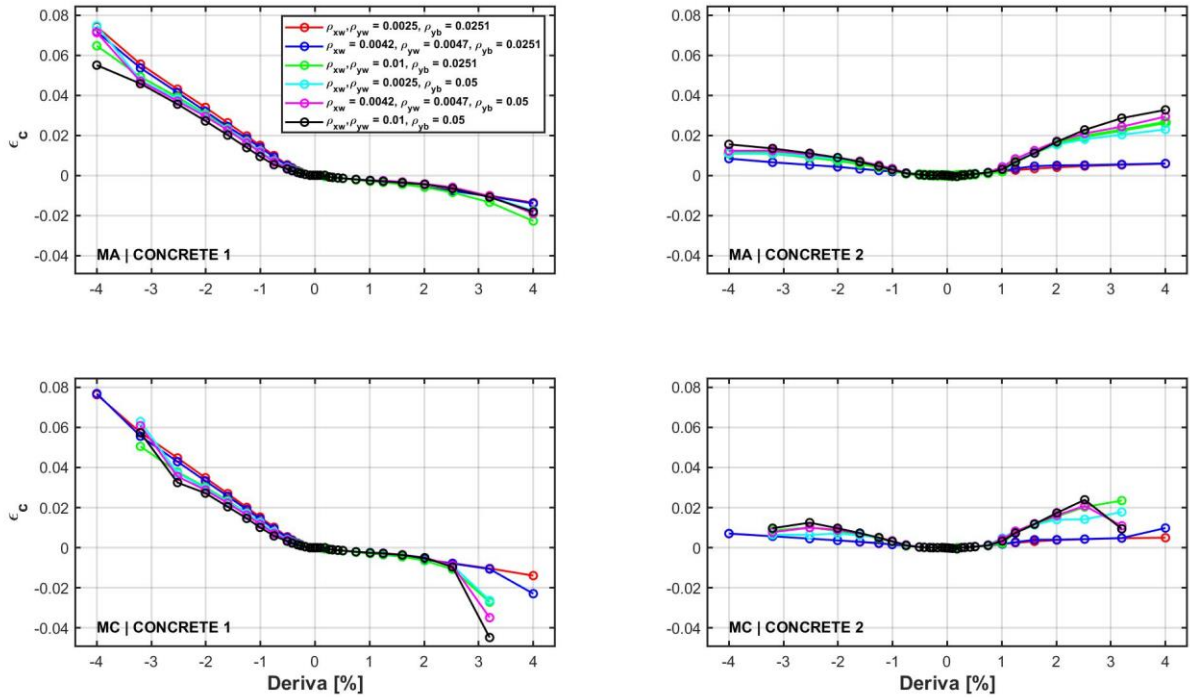 0.08
0.06
0.04
0.02
0
-0.02
-0.04
ϵc
ρxw,ρyw = 0.0025, ρyb = 0.0251
ρxw = 0.0042, ρyw = 0.0047, ρyb = 0.0251
ρxw,ρyw = 0.01, ρyb = 0.0251
ρxw,ρyw = 0.0025, ρyb = 0.05
ρxw = 0.0042, ρyw = 0.0047, ρyb = 0.05
ρxw,ρyw = 0.01, ρyb = 0.05
MA | CONCRETE 1
-4 -3 -2 -1 0 1 2 3 4
0.08
0.06
0.04
0.02
0
-0.02
-0.04
MA | CONCRETE 2
-4 -3 -2 -1 0 1 2 3 4
0.08
0.06
0.04
0.02
0
-0.02
-0.04
ϵc
MC | CONCRETE 1
-4 -3 -2 -1 0 1 2 3 4
Deriva [%]
0.08
0.06
0.04
0.02
0
-0.02
-0.04
MC | CONCRETE 2
-4 -3 -2 -1 0 1 2 3 4
Deriva [%]